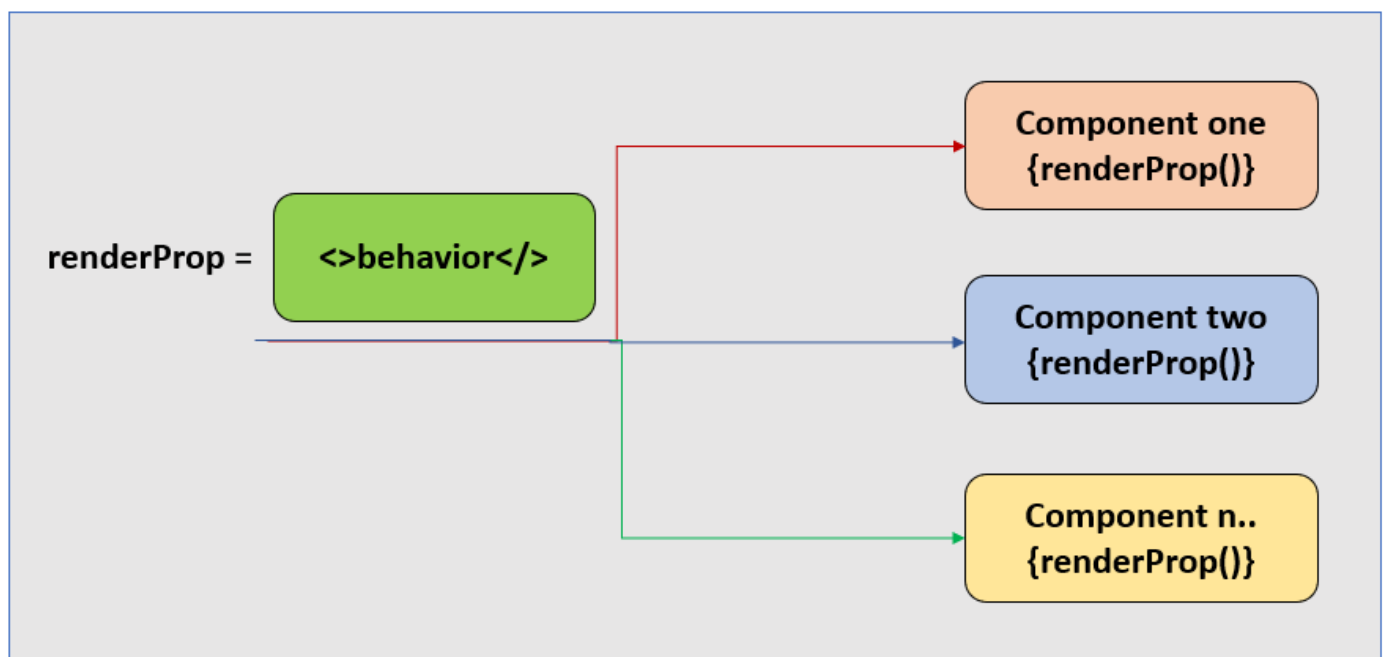 Component one
{renderProp()}
renderProp = <>behavior</>
Component two
{renderProp()}
Component n..
{renderProp()}